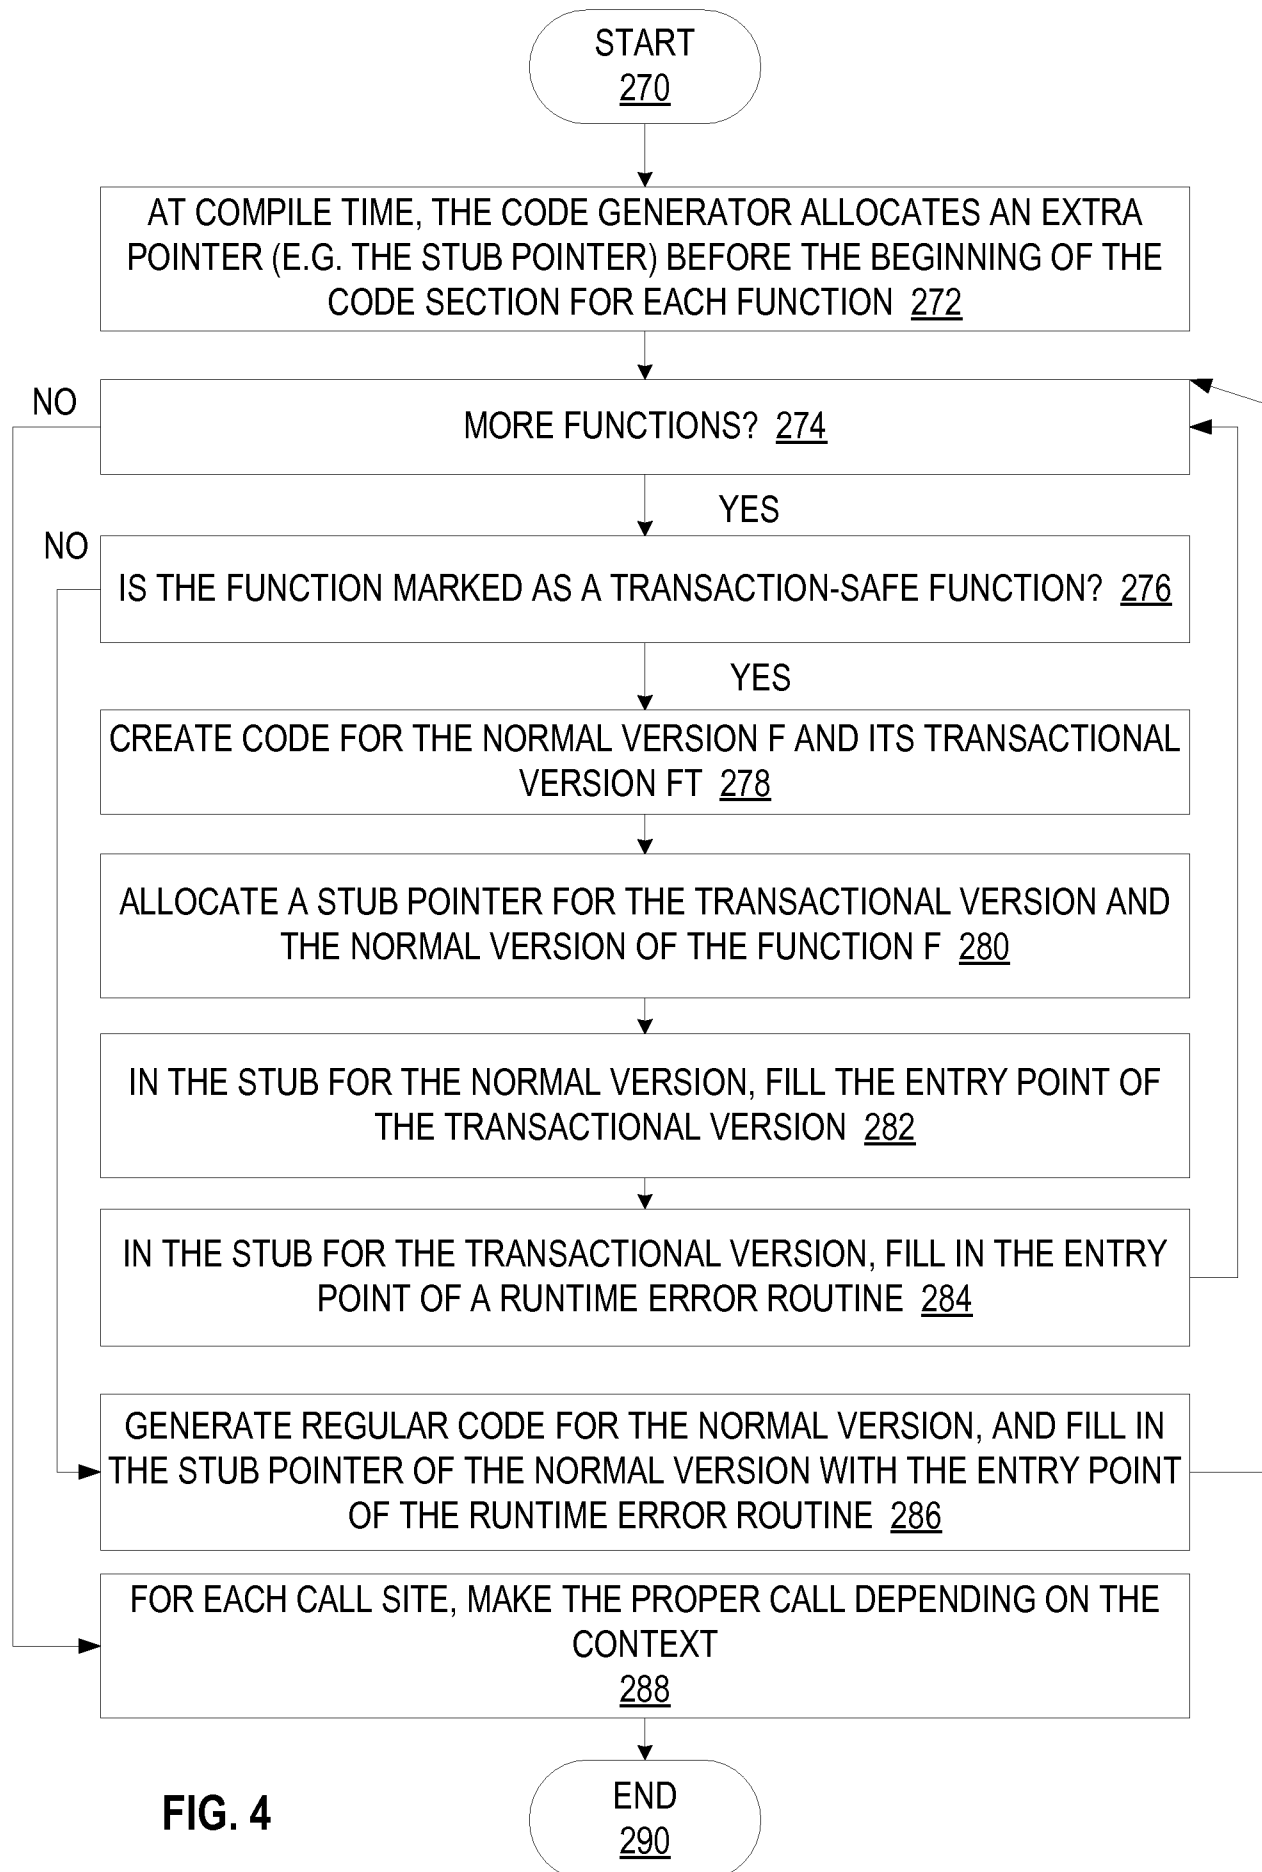 START
270
AT COMPILE TIME, THE CODE GENERATOR ALLOCATES AN EXTRA
POINTER (E.G. THE STUB POINTER) BEFORE THE BEGINNING OF THE
CODE SECTION FOR EACH FUNCTION 272
NO
MORE FUNCTIONS? 274
YES
NO
IS THE FUNCTION MARKED AS A TRANSACTION-SAFE FUNCTION? 276
YES
CREATE CODE FOR THE NORMAL VERSION F AND ITS TRANSACTIONAL
VERSION FT 278
ALLOCATE A STUB POINTER FOR THE TRANSACTIONAL VERSION AND
THE NORMAL VERSION OF THE FUNCTION F 280
IN THE STUB FOR THE NORMAL VERSION, FILL THE ENTRY POINT OF
THE TRANSACTIONAL VERSION 282
IN THE STUB FOR THE TRANSACTIONAL VERSION, FILL IN THE ENTRY
POINT OF A RUNTIME ERROR ROUTINE 284
GENERATE REGULAR CODE FOR THE NORMAL VERSION, AND FILL IN
THE STUB POINTER OF THE NORMAL VERSION WITH THE ENTRY POINT
OF THE RUNTIME ERROR ROUTINE 286
FOR EACH CALL SITE, MAKE THE PROPER CALL DEPENDING ON THE
CONTEXT
288
END
290
FIG. 4